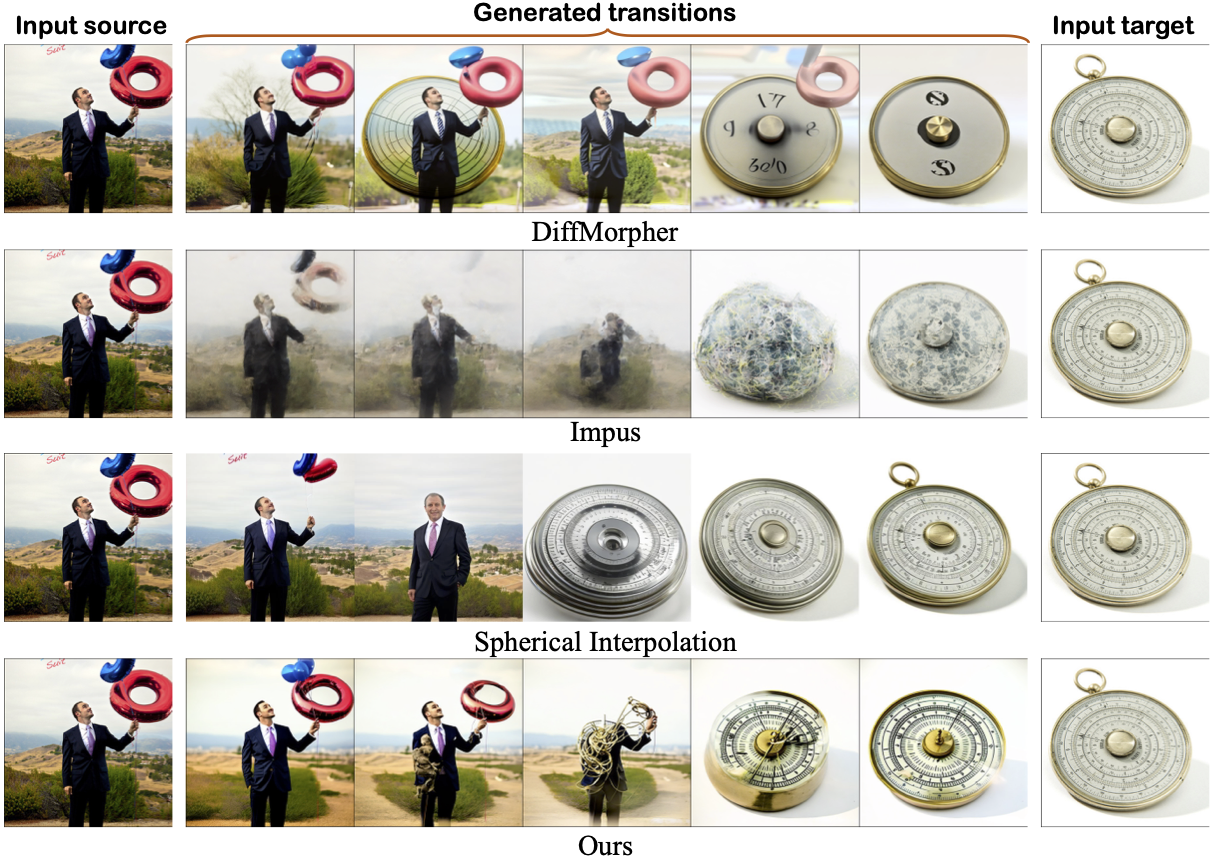 Input source
Generated transitions
Input target
DiffMorpher
Impus
Spherical Interpolation
Ours